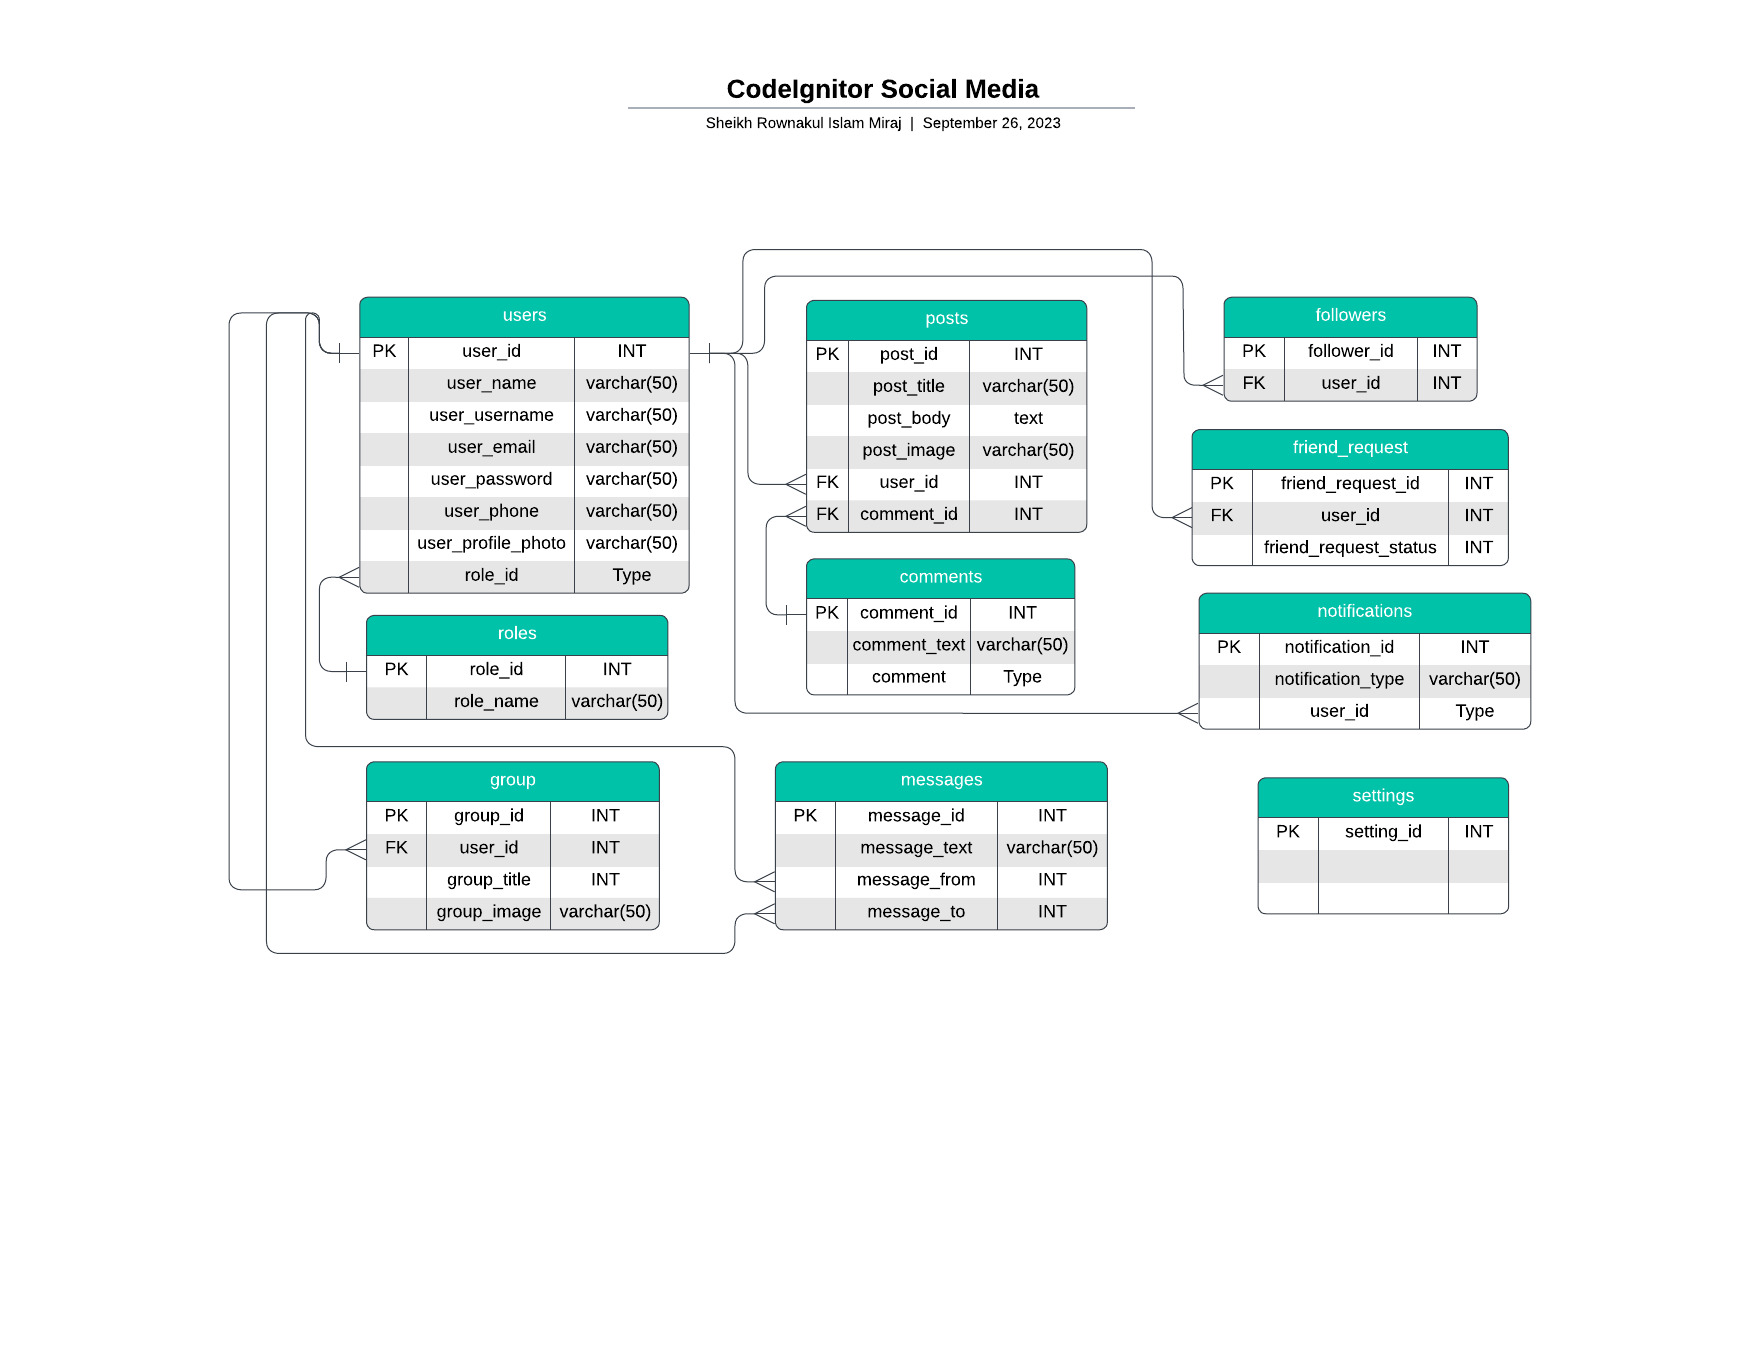 CodeIgnitor Social Media
Sheikh Rownakul Islam Miraj | September 26, 2023
users
PK user_id INT
user_name varchar(50)
user_username varchar(50)
user_email varchar(50)
user_password varchar(50)
user_phone varchar(50)
user_profile_photo varchar(50)
role_id Type
posts
PK post_id INT
post_title varchar(50)
post_body text
post_image varchar(50)
FK user_id INT
FK comment_id INT
followers
PK follower_id INT
FK user_id INT
friend_request
PK friend_request_id INT
FK user_id INT
friend_request_status INT
comments
PK comment_id INT
comment_text varchar(50)
comment Type
notifications
PK notification_id INT
notification_type varchar(50)
user_id Type
roles
PK role_id INT
role_name varchar(50)
group
PK group_id INT
FK user_id INT
group_title INT
group_image varchar(50)
messages
PK message_id INT
message_text varchar(50)
message_from INT
message_to INT
settings
PK setting_id INT